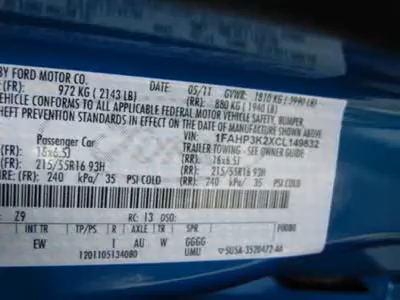 BY FORD MOTOR CO. DATE: 05/11 GVWR: 1810 KG ( 3990 LB)
(FR): 972 KG ( 2143 LB) (RR): 880 KG ( 1940 LB)
VEHICLE CONFORMS TO ALL APPLICABLE FEDERAL MOTOR VEHICLE SAFETY, BUMPER,
THEFT PREVENTION STANDARDS IN EFFECT ON THE DATE OF MANUFACTURE SHOWN ABOVE
VIN: 1FAHP3K2XCL149832
Passenger Car TRAILER TOWING - SEE OWNER GUIDE
(FR): 16x6.5J (RR): 16x6.5J
(FR): 215/55R16 93H (RR): 215/55R16 93H
(FR): 240 kPa/ 35 PSI COLD (RR): 240 kPa/ 35 PSI COLD
Z9 RC: 13 DSO:
INT TR TP/PS R AXLE TR SPR
EW I AU W GGGG
1201105134080 UMU